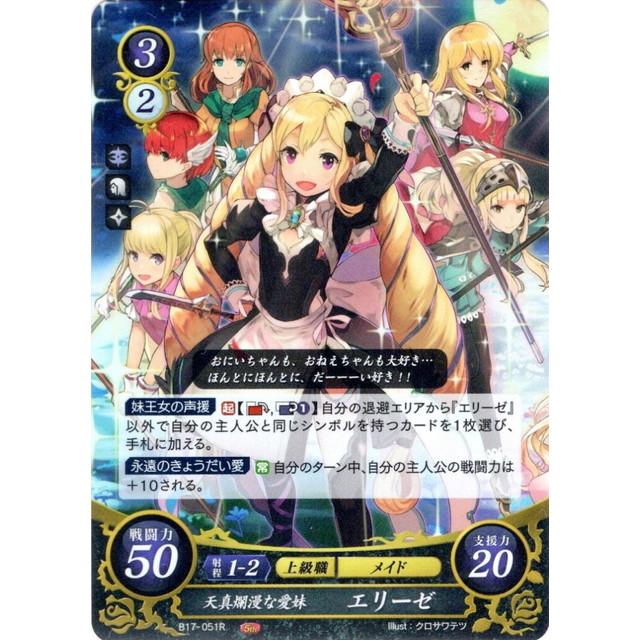 3
2
おにいちゃんも、おねえちゃんも大好き…
ほんとにほんとに、だーーーい好き!!
妹王女の声援 起【 , 1】自分の退避エリアから『エリーゼ』
以外で自分の主人公と同じシンボルを持つカードを1枚選び、
手札に加える。
永遠のきょうだい愛 常 自分のターン中、自分の主人公の戦闘力は
+10される。
戦闘力
50
射程 1-2 上級職 メイド
支援力
20
天真爛漫な愛妹 エリーゼ
B17-051R Illust:クロサワテツ